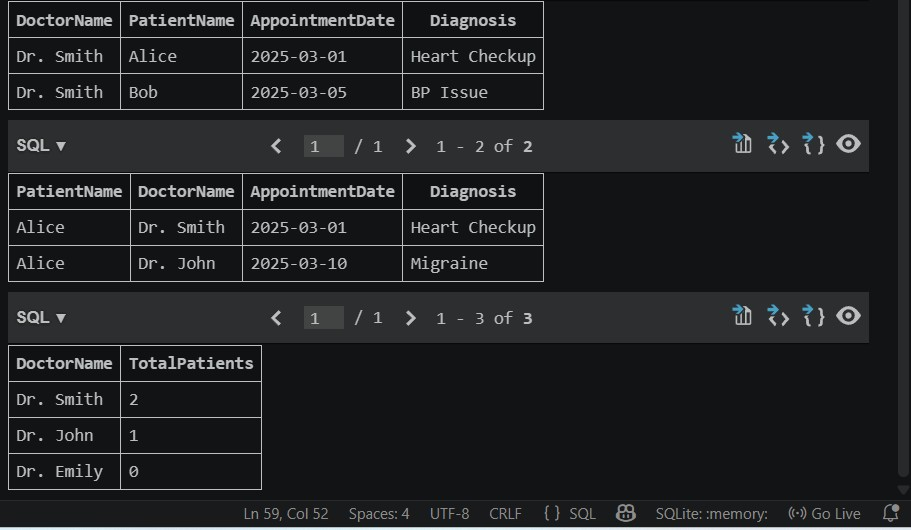 DoctorName PatientName AppointmentDate Diagnosis
Dr. Smith Alice 2025-03-01 Heart Checkup
Dr. Smith Bob 2025-03-05 BP Issue
SQL ▼ < 1 / 1 > 1 - 2 of 2
PatientName DoctorName AppointmentDate Diagnosis
Alice Dr. Smith 2025-03-01 Heart Checkup
Alice Dr. John 2025-03-10 Migraine
SQL ▼ < 1 / 1 > 1 - 3 of 3
DoctorName TotalPatients
Dr. Smith 2
Dr. John 1
Dr. Emily 0
Ln 59, Col 52 Spaces: 4 UTF-8 CRLF { } SQL SQLite: :memory: Go Live